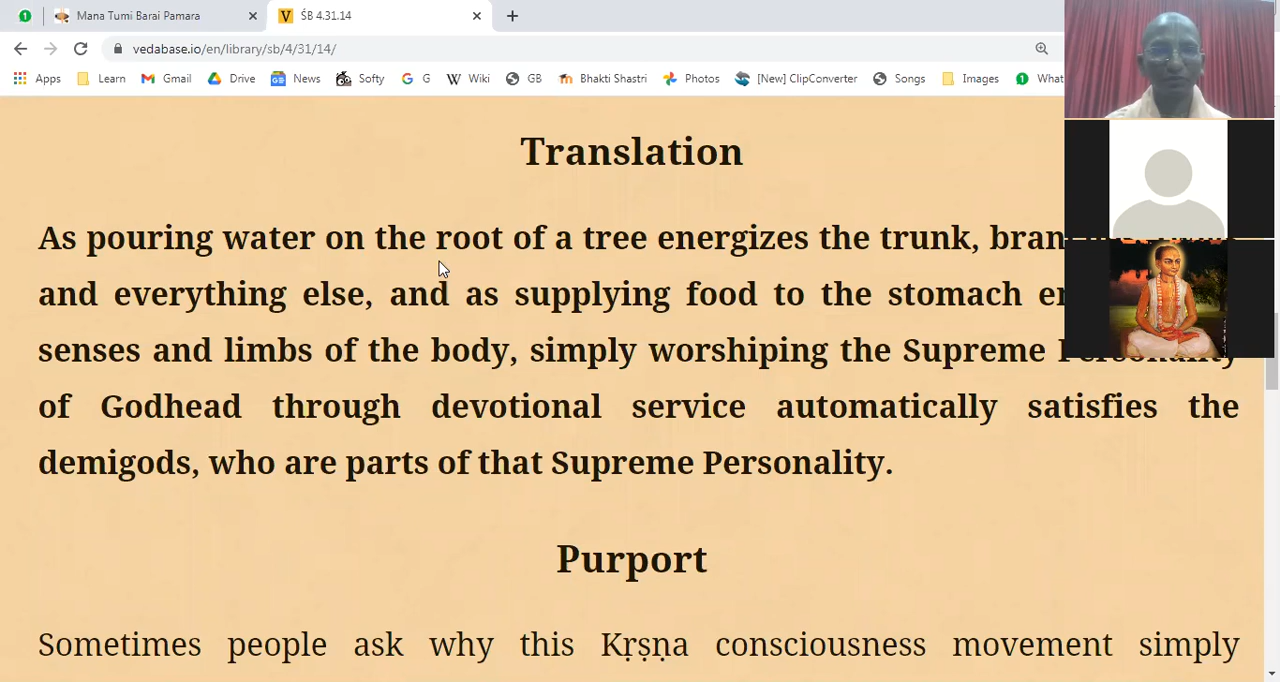 1 Mana Tumi Barai Pamara × V ŚB 4.31.14 × +
vedabase.io/en/library/sb/4/31/14/
Apps Learn M Gmail Drive News Softy G G W Wiki GB Bhakti Shastri Photos [New] ClipConverter Songs Images 1 What
Translation
As pouring water on the root of a tree energizes the trunk,
and everything else, and as supplying food to the stomach
senses and limbs of the body, simply worshiping the Supreme
of Godhead through devotional service automatically satisfies the
demigods, who are parts of that Supreme Personality.
Purport
Sometimes people ask why this Kṛṣṇa consciousness movement simply